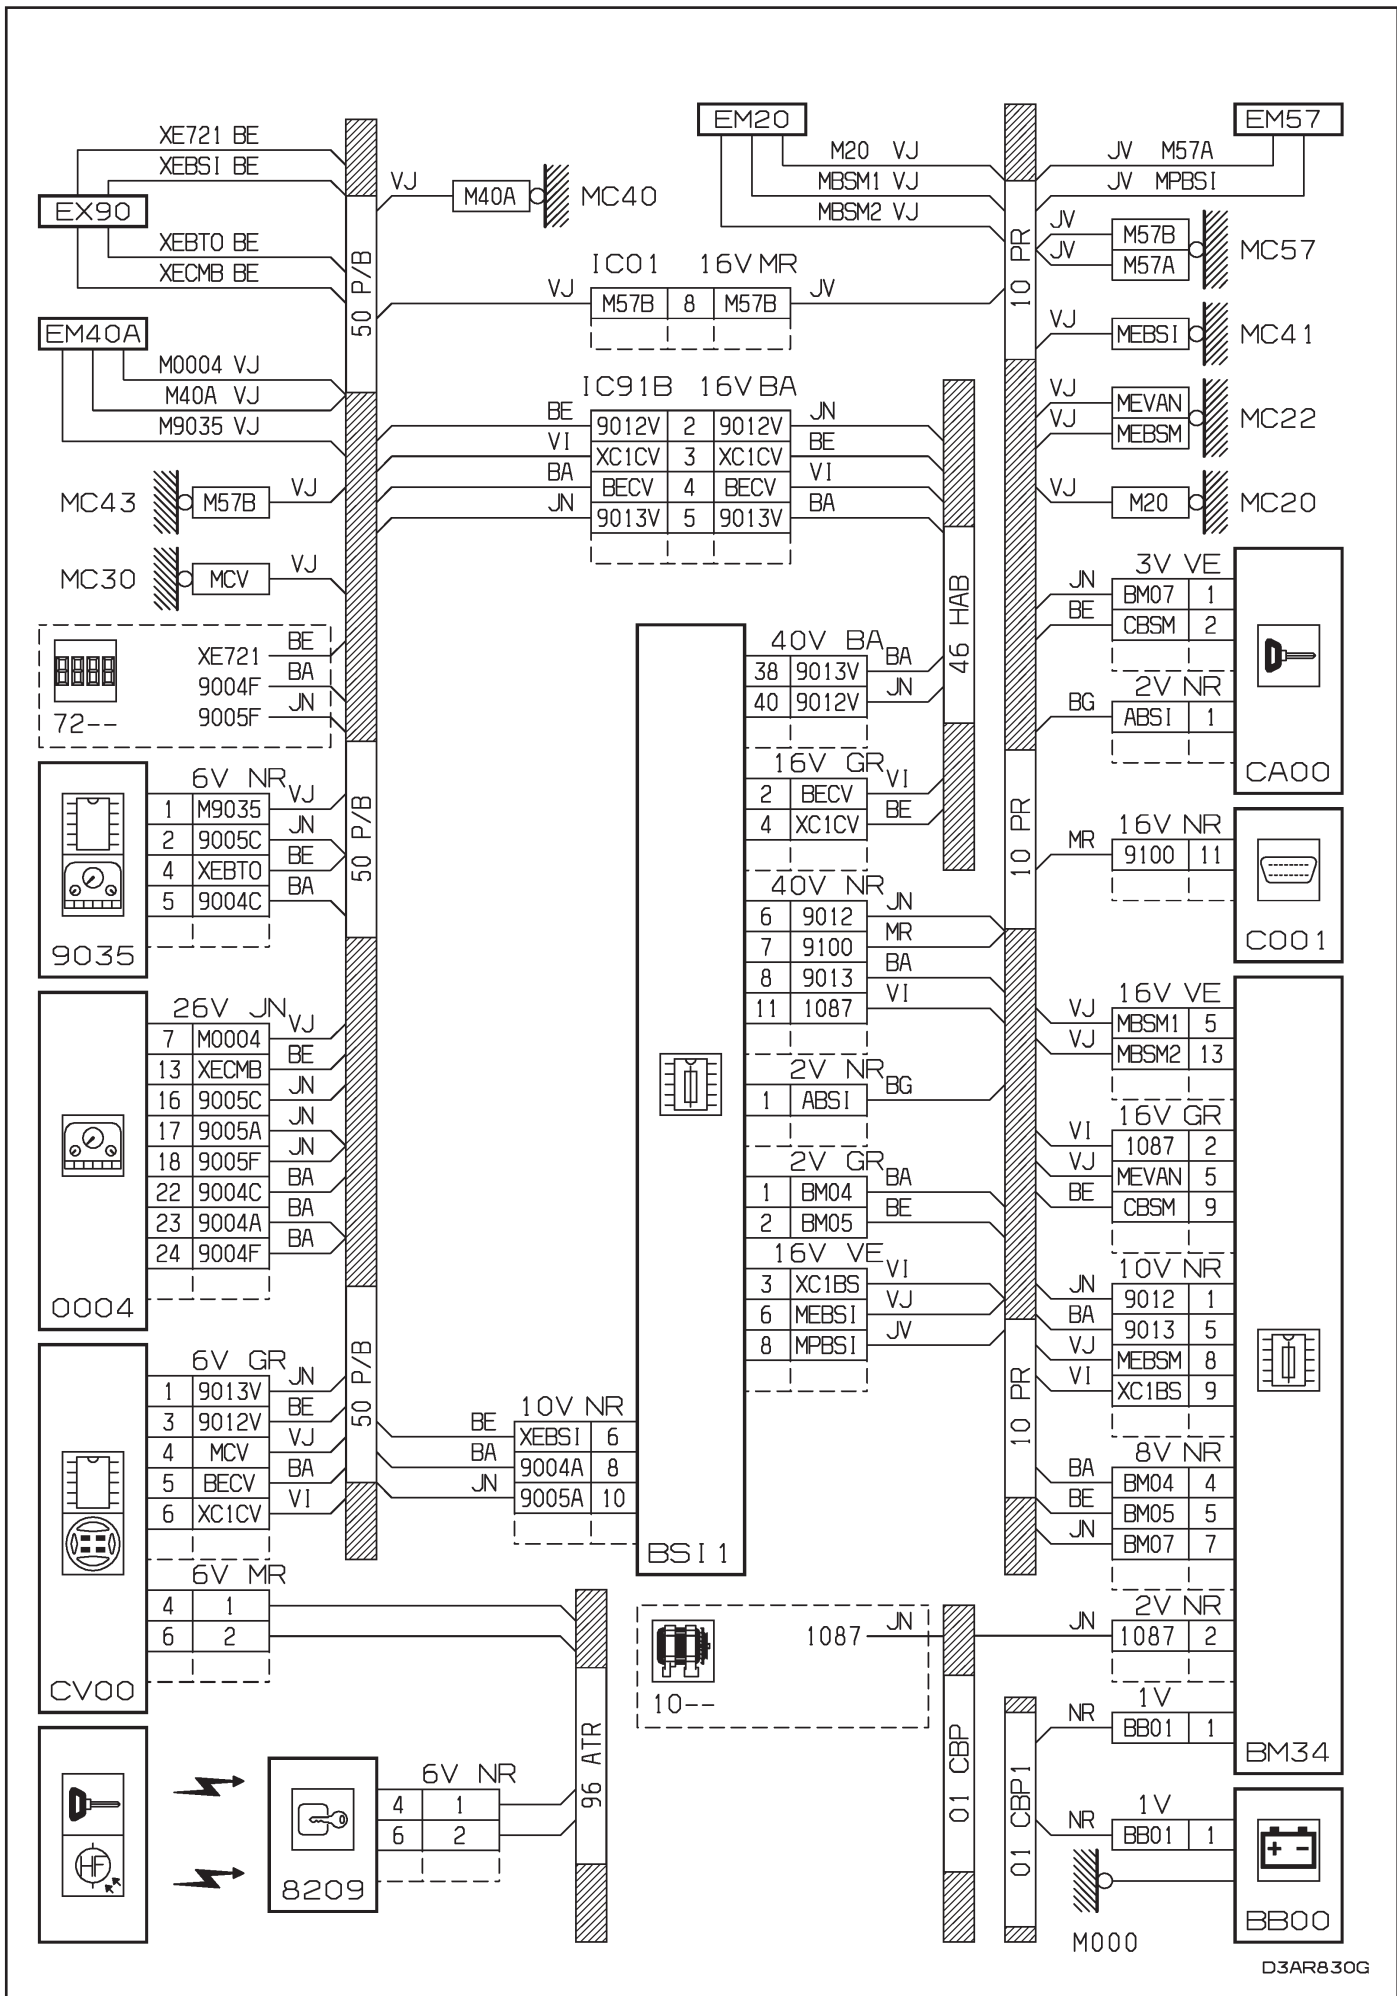 XE721 BE
XEBSI BE
EX90
XEBTO BE
XECMB BE
EM40A
M0004 VJ
M40A VJ
M9035 VJ
MC43 M57B VJ
MC30 MCV VJ
72--
XE721 BE
9004F BA
9005F JN
50 P/B
VJ M40A MC40
IC01 16V MR
VJ M57B 8 M57B JV
IC91B 16V BA
BE 9012V 2 9012V JN
VI XC1CV 3 XC1CV BE
BA BECV 4 BECV VI
JN 9013V 5 9013V BA
EM20
M20 VJ
MBSM1 VJ
MBSM2 VJ
10 PR
EM57
JV M57A
JV MPBSI
JV M57B
JV M57A
MC57
VJ MEBSI MC41
VJ MEVAN
VJ MEBSM
MC22
VJ M20 MC20
46 HAB
3V VE
JN BM07 1
BE CBSM 2
2V NR
BG ABSI 1
CA00
10 PR
16V NR
MR 9100 11
C001
6V NR
1 M9035 VJ
2 9005C JN
4 XEBTO BE
5 9004C BA
9035
50 P/B
26V JN
7 M0004 VJ
13 XECMB BE
16 9005C JN
17 9005A JN
18 9005F JN
22 9004C BA
23 9004A BA
24 9004F BA
0004
6V GR
1 9013V JN
3 9012V BE
4 MCV VJ
5 BECV BA
6 XC1CV VI
6V MR
4 1
6 2
CV00
50 P/B
40V BA
38 9013V BA
40 9012V JN
16V GR
2 BECV VI
4 XC1CV BE
40V NR
6 9012 JN
7 9100 MR
8 9013 BA
11 1087 VI
2V NR
1 ABSI BG
2V GR
1 BM04 BA
2 BM05 BE
16V VE
3 XC1BS VI
6 MEBSI VJ
8 MPBSI JV
10V NR
BE XEBSI 6
BA 9004A 8
JN 9005A 10
BSI1
10 PR
16V VE
VJ MBSM1 5
VJ MBSM2 13
16V GR
VI 1087 2
VJ MEVAN 5
BE CBSM 9
10V NR
JN 9012 1
BA 9013 5
VJ MEBSM 8
VI XC1BS 9
8V NR
BA BM04 4
BE BM05 5
JN BM07 7
2V NR
JN 1087 2
1V
NR BB01 1
BM34
1087 JN
10--
96 ATR
01 CBP
01 CBP1
HF
6V NR
4 1
6 2
8209
1V
NR BB01 1
+ -
BB00
M000
D3AR830G